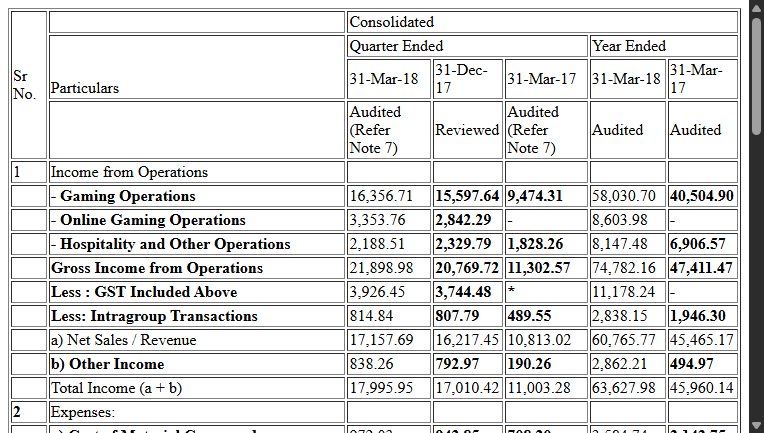 Consolidated
Quarter Ended Year Ended
Sr No. Particulars 31-Mar-18 31-Dec-17 31-Mar-17 31-Mar-18 31-Mar-17
Audited (Refer Note 7) Reviewed Audited (Refer Note 7) Audited Audited
1 Income from Operations
- Gaming Operations 16,356.71 15,597.64 9,474.31 58,030.70 40,504.90
- Online Gaming Operations 3,353.76 2,842.29 - 8,603.98 -
- Hospitality and Other Operations 2,188.51 2,329.79 1,828.26 8,147.48 6,906.57
Gross Income from Operations 21,898.98 20,769.72 11,302.57 74,782.16 47,411.47
Less : GST Included Above 3,926.45 3,744.48 * 11,178.24 -
Less: Intragroup Transactions 814.84 807.79 489.55 2,838.15 1,946.30
a) Net Sales / Revenue 17,157.69 16,217.45 10,813.02 60,765.77 45,465.17
b) Other Income 838.26 792.97 190.26 2,862.21 494.97
Total Income (a + b) 17,995.95 17,010.42 11,003.28 63,627.98 45,960.14
2 Expenses: